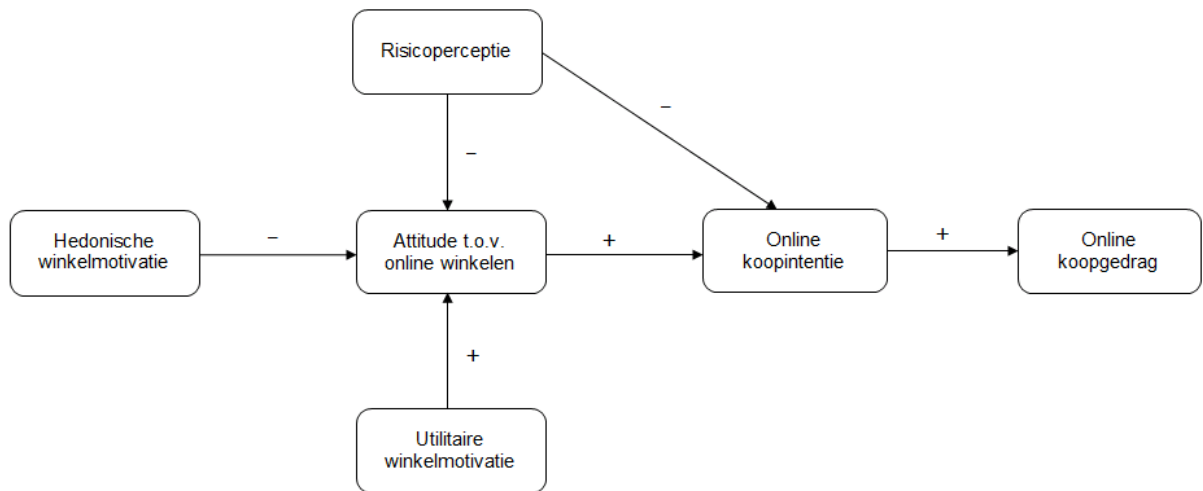 Risicoperceptie
–
–
Hedonische
winkelmotivatie
–
Attitude t.o.v.
online winkelen
+
Online
koopintentie
+
Online
koopgedrag
+
Utilitaire
winkelmotivatie